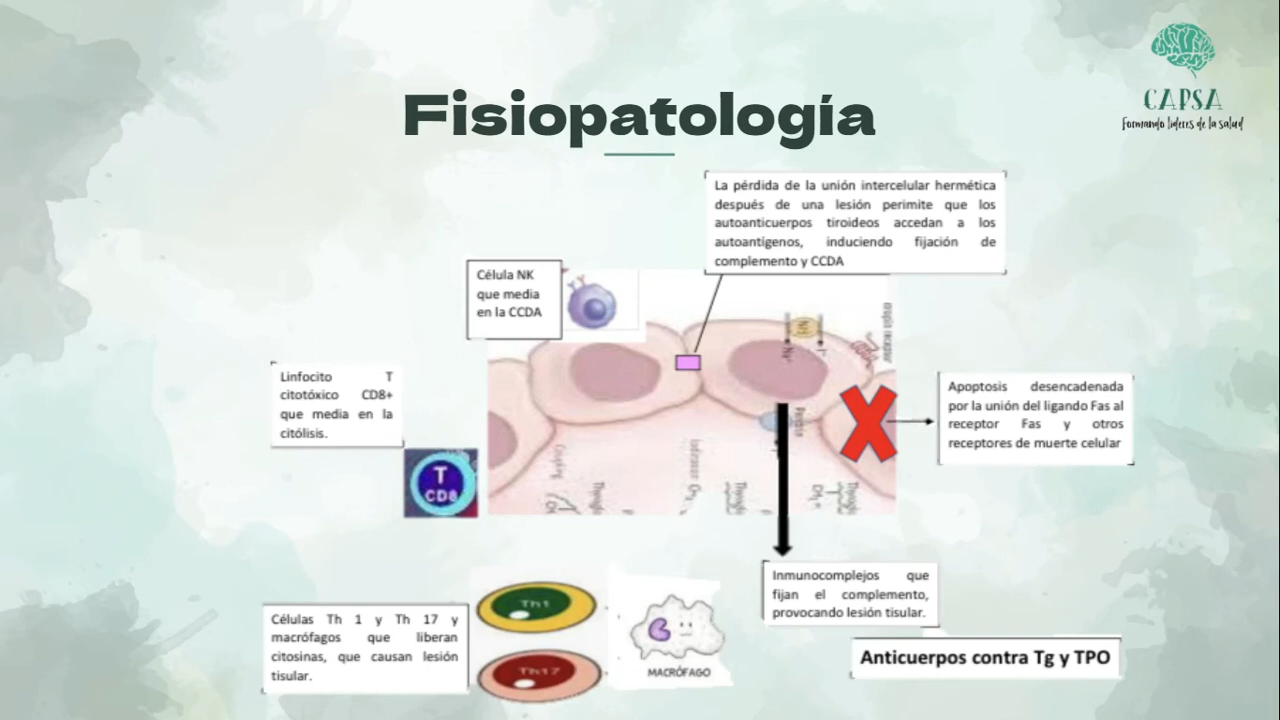 CAPSA
Formando líderes de la salud
Fisiopatología
La pérdida de la unión intercelular hermética
después de una lesión perimite que los
autoanticuerpos tiroideos accedan a los
autoantígenos, induciendo fijación de
complemento y CCDA
Célula NK
que media
en la CCDA
Linfocito T
citotóxico CD8+
que media en la
citólisis.
T
CD8
Apoptosis desencadenada
por la unión del ligando Fas al
receptor Fas y otros
receptores de muerte celular
Inmunocomplejos que
fijan el complemento,
provocando lesión tisular.
Células Th 1 y Th 17 y
macrófagos que liberan
citosinas, que causan lesión
tisular.
Th1
Th17
MACRÓFAGO
Anticuerpos contra Tg y TPO